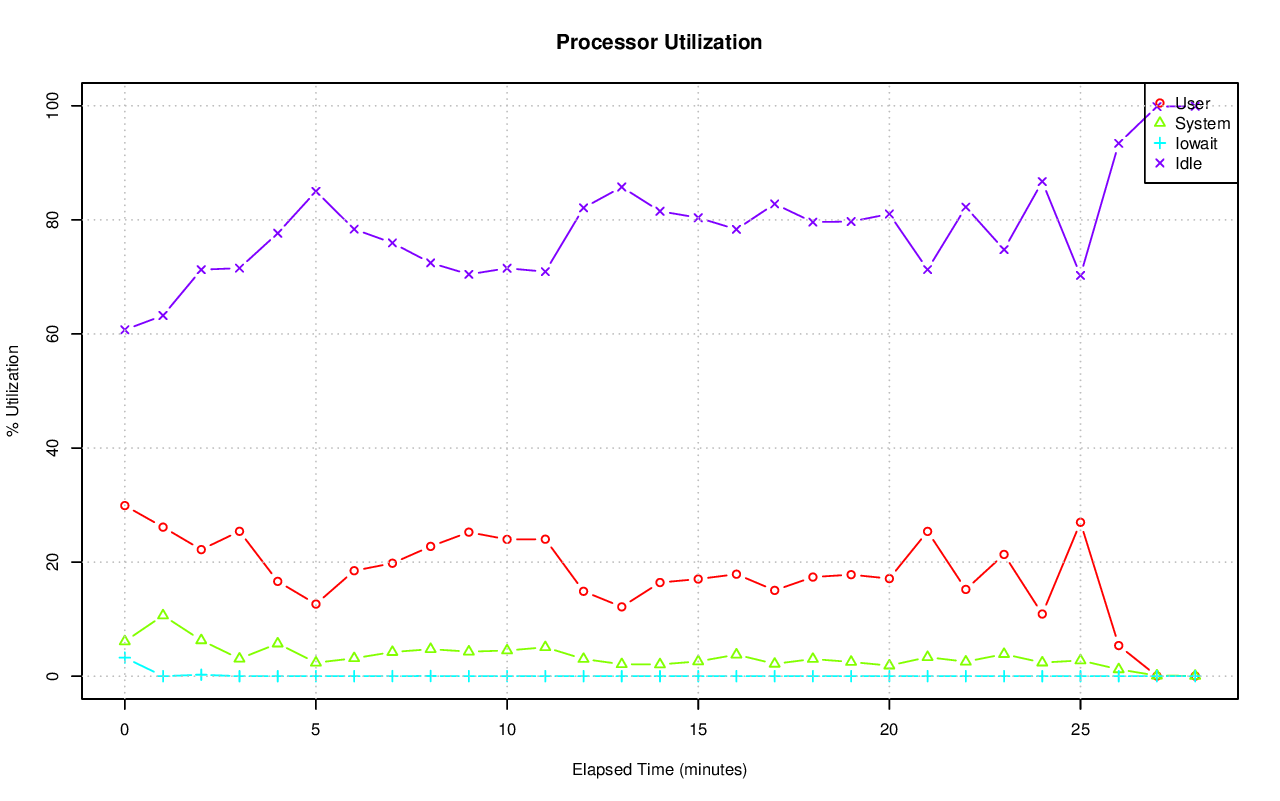 Processor Utilization
100
80
60
40
20
0
% Utilization
User
System
Iowait
Idle
0 5 10 15 20 25
Elapsed Time (minutes)